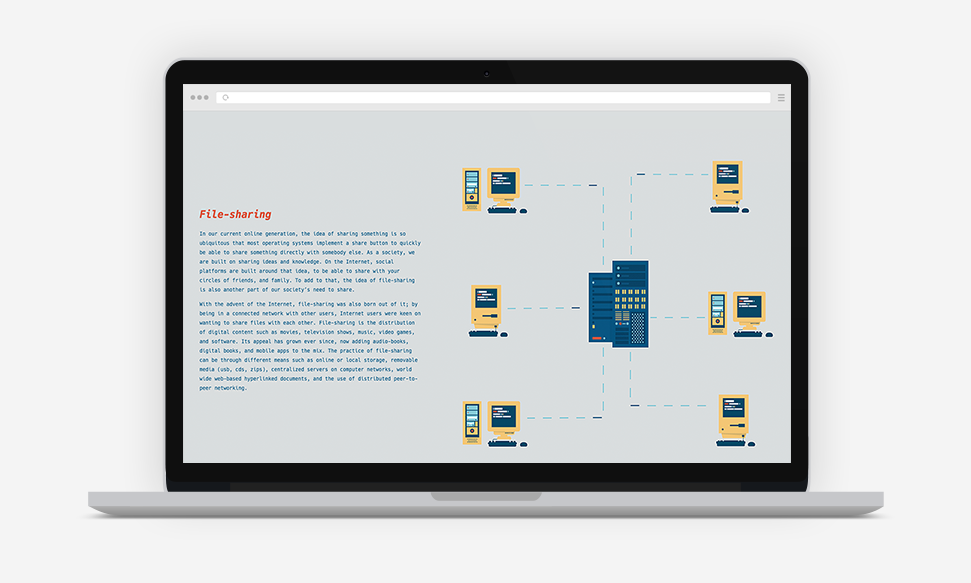 File-sharing
In our current online generation, the idea of sharing something is so
ubiquitous that most operating systems implement a share button to quickly
be able to share something directly with somebody else. As a society, we
are built on sharing ideas and knowledge. On the Internet, social
platforms are built around that idea, to be able to share with your
circles of friends, and family. To add to that, the idea of file-sharing
is also another part of our society's need to share.
With the advent of the Internet, file-sharing was also born out of it; by
being in a connected network with other users, Internet users were keen on
wanting to share files with each other. File-sharing is the distribution
of digital content such as movies, television shows, music, video games,
and software. Its appeal has grown ever since, now adding audio-books,
digital books, and mobile apps to the mix. The practice of file-sharing
can be through different means such as online or local storage, removable
media (usb, cds, zips), centralized servers on computer networks, world
wide web-based hyperlinked documents, and the use of distributed peer-to-
peer networking.